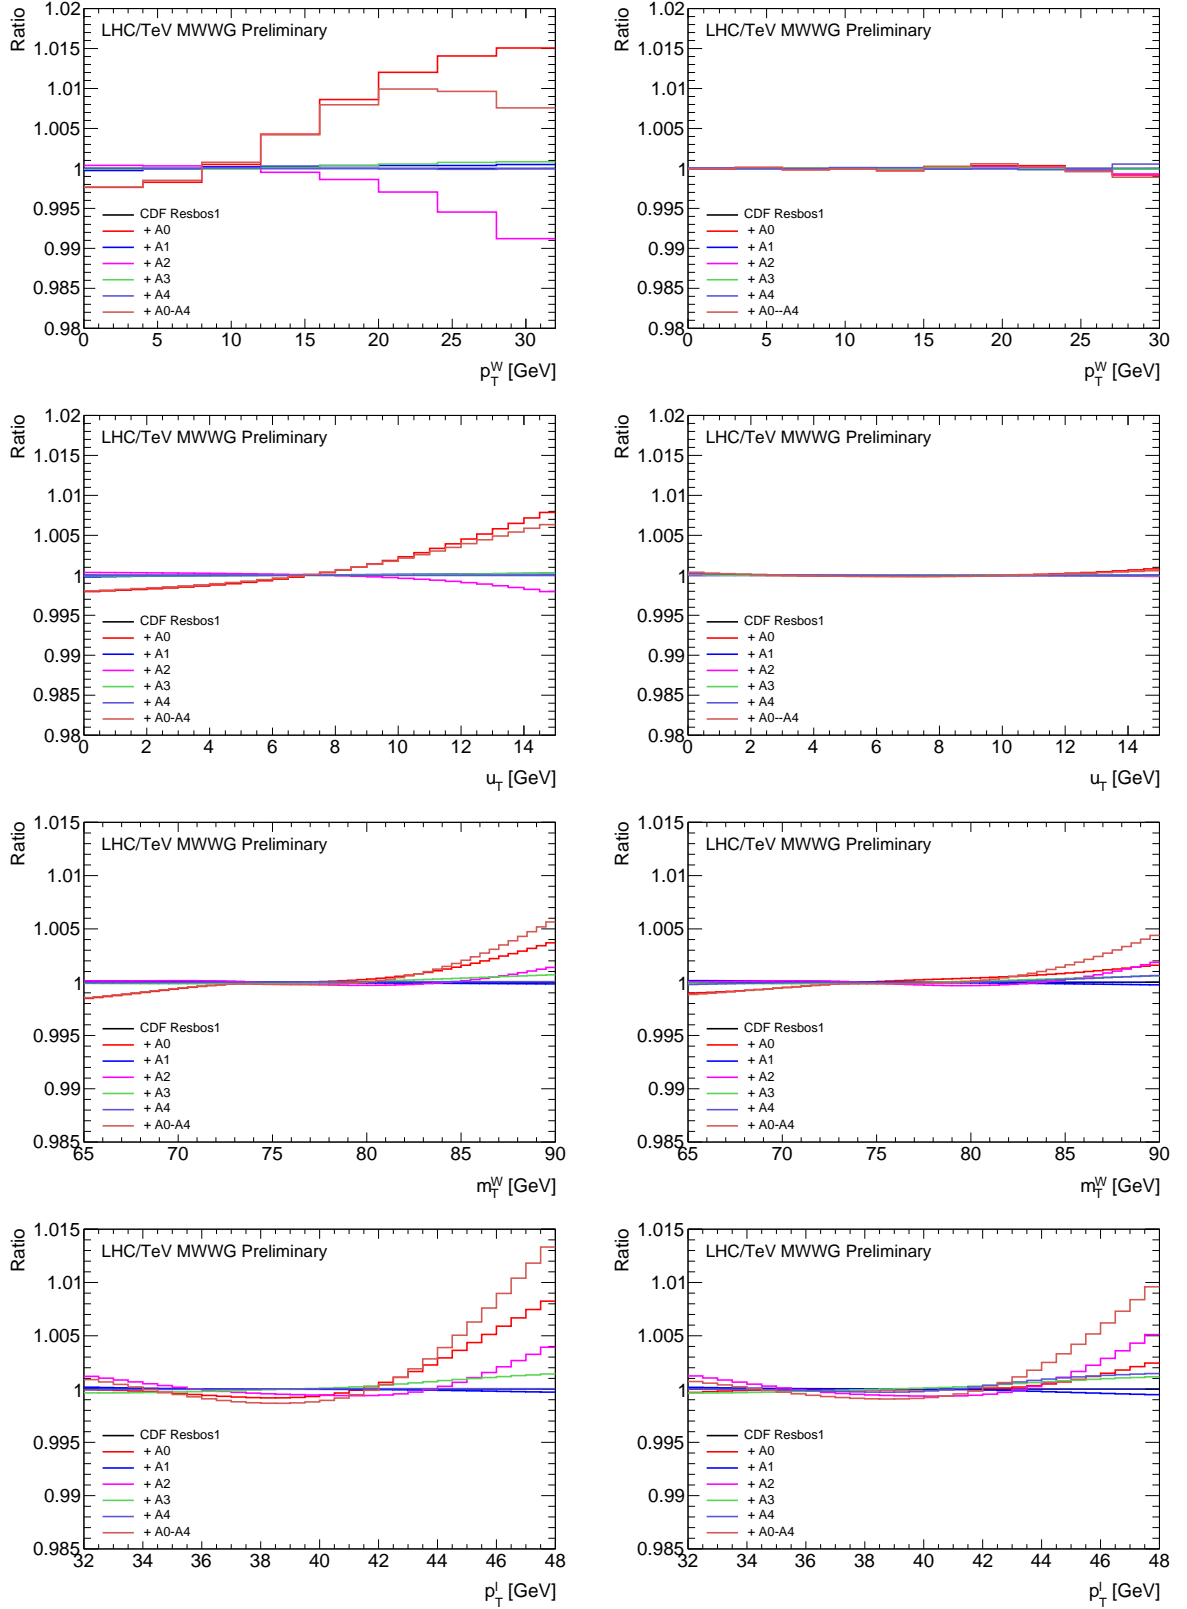 Ratio
1.02
LHC/TeV MWWG Preliminary
1.015
1.01
1.005
1
0.995
CDF Resbos1
+ A0
0.99
+ A1
+ A2
0.985
+ A3
+ A4
+ A0-A4
0.98
0 5 10 15 20 25 30
p_T^W [GeV]
Ratio
1.02
LHC/TeV MWWG Preliminary
1.015
1.01
1.005
1
0.995
CDF Resbos1
+ A0
0.99
+ A1
+ A2
0.985
+ A3
+ A4
+ A0--A4
0.98
0 5 10 15 20 25 30
p_T^W [GeV]
Ratio
1.02
LHC/TeV MWWG Preliminary
1.015
1.01
1.005
1
0.995
CDF Resbos1
+ A0
0.99
+ A1
+ A2
0.985
+ A3
+ A4
+ A0-A4
0.98
0 2 4 6 8 10 12 14
u_T [GeV]
Ratio
1.02
LHC/TeV MWWG Preliminary
1.015
1.01
1.005
1
0.995
CDF Resbos1
+ A0
0.99
+ A1
+ A2
0.985
+ A3
+ A4
+ A0--A4
0.98
0 2 4 6 8 10 12 14
u_T [GeV]
Ratio
1.015
LHC/TeV MWWG Preliminary
1.01
1.005
1
0.995
CDF Resbos1
+ A0
+ A1
0.99
+ A2
+ A3
+ A4
+ A0-A4
0.985
65 70 75 80 85 90
m_T^W [GeV]
Ratio
1.015
LHC/TeV MWWG Preliminary
1.01
1.005
1
0.995
CDF Resbos1
+ A0
+ A1
0.99
+ A2
+ A3
+ A4
+ A0-A4
0.985
65 70 75 80 85 90
m_T^W [GeV]
Ratio
1.015
LHC/TeV MWWG Preliminary
1.01
1.005
1
0.995
CDF Resbos1
+ A0
+ A1
0.99
+ A2
+ A3
+ A4
+ A0-A4
0.985
32 34 36 38 40 42 44 46 48
p_T^l [GeV]
Ratio
1.015
LHC/TeV MWWG Preliminary
1.01
1.005
1
0.995
CDF Resbos1
+ A0
+ A1
0.99
+ A2
+ A3
+ A4
+ A0-A4
0.985
32 34 36 38 40 42 44 46 48
p_T^l [GeV]